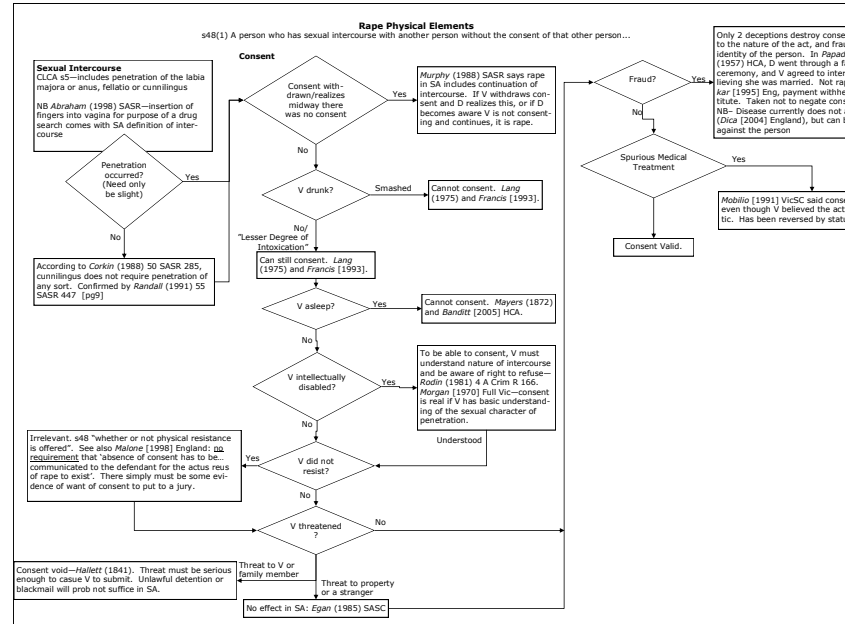 Rape Physical Elements
s48(1) A person who has sexual intercourse with another person without the consent of that other person...
Sexual Intercourse
CLCA s5—includes penetration of the labia
majora or anus, fellatio or cunnilingus
NB Abraham (1998) SASR—insertion of
fingers into vagina for purpose of a drug
search comes with SA definition of inter-
course
Penetration
occurred?
(Need only
be slight)
Yes
No
According to Corkin (1988) 50 SASR 285,
cunnilingus does not require penetration of
any sort. Confirmed by Randall (1991) 55
SASR 447 [pg9]
Consent
Consent with-
drawn/realizes
midway there
was no consent
Yes
Murphy (1988) SASR says rape
in SA includes continuation of
intercourse. If V withdraws con-
sent and D realizes this, or if D
becomes aware V is not consent-
ing and continues, it is rape.
No
V drunk?
Smashed
Cannot consent. Lang
(1975) and Francis [1993].
No/
"Lesser Degree of
Intoxication"
Can still consent. Lang
(1975) and Francis [1993].
V asleep?
Yes
Cannot consent. Mayers (1872)
and Banditt [2005] HCA.
No
V intellectually
disabled?
Yes
To be able to consent, V must
understand nature of intercourse
and be aware of right to refuse—
Rodin (1981) 4 A Crim R 166.
Morgan [1970] Full Vic—consent
is real if V has basic understand-
ing of the sexual character of
penetration.
Understood
No
V did not
resist?
Yes
Irrelevant. s48 "whether or not physical resistance
is offered". See also Malone [1998] England: no
requirement that 'absence of consent has to be…
communicated to the defendant for the actus reus
of rape to exist'. There simply must be some evi-
dence of want of consent to put to a jury.
No
V threatened
?
No
Threat to V or
family member
Consent void—Hallett (1841). Threat must be serious
enough to casue V to submit. Unlawful detention or
blackmail will prob not suffice in SA.
Threat to property
or a stranger
No effect in SA: Egan (1985) SASC
Fraud?
Yes
Only 2 deceptions destroy conse
to the nature of the act, and frau
identity of the person. In Papad
(1957) HCA, D went through a fa
ceremony, and V agreed to inter
lieving she was married. Not rap
kar [1995] Eng, payment withhe
titute. Taken not to negate cons
NB– Disease currently does not a
(Dica [2004] England), but can b
against the person
No
Spurious Medical
Treatment
Yes
Mobilio [1991] VicSC said conse
even though V believed the act
tic. Has been reversed by statu
Consent Valid.